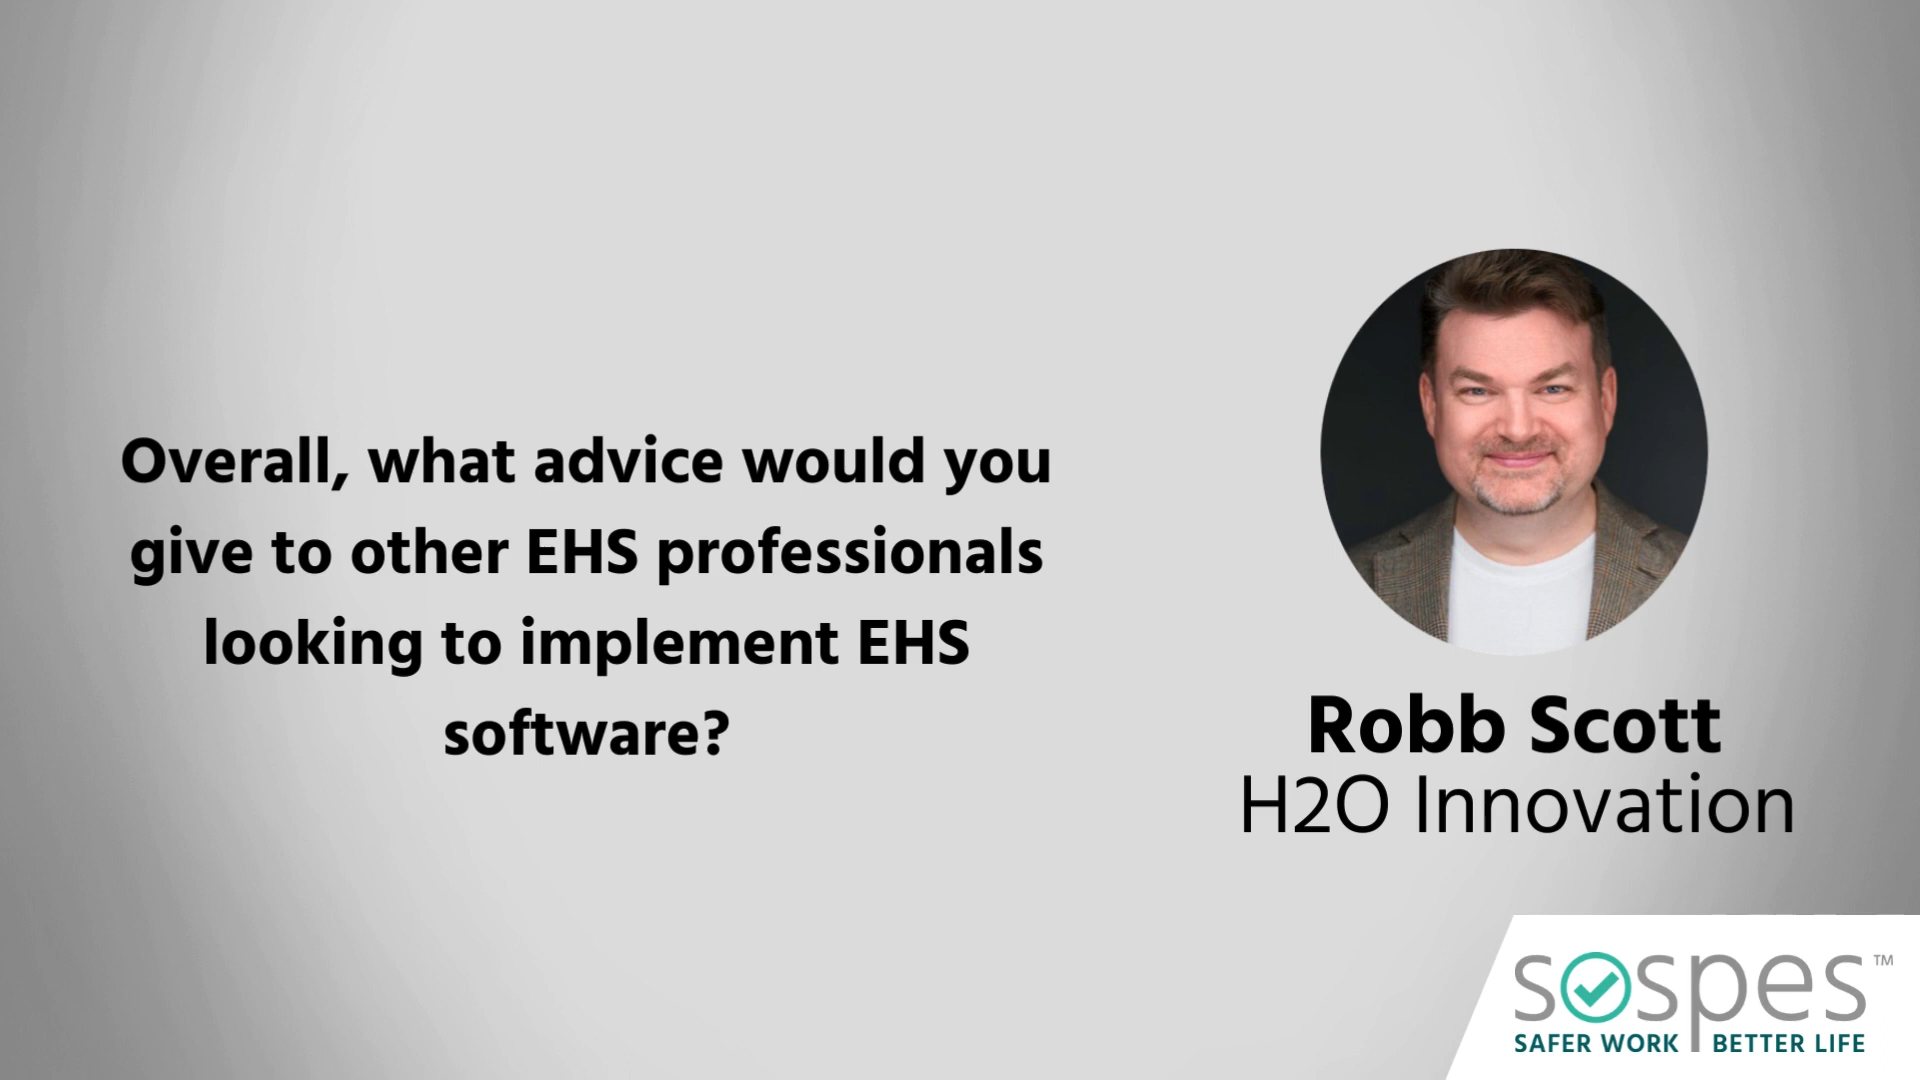 Overall, what advice would you
give to other EHS professionals
looking to implement EHS
software?
Robb Scott
H2O Innovation
sospes™
SAFER WORK | BETTER LIFE